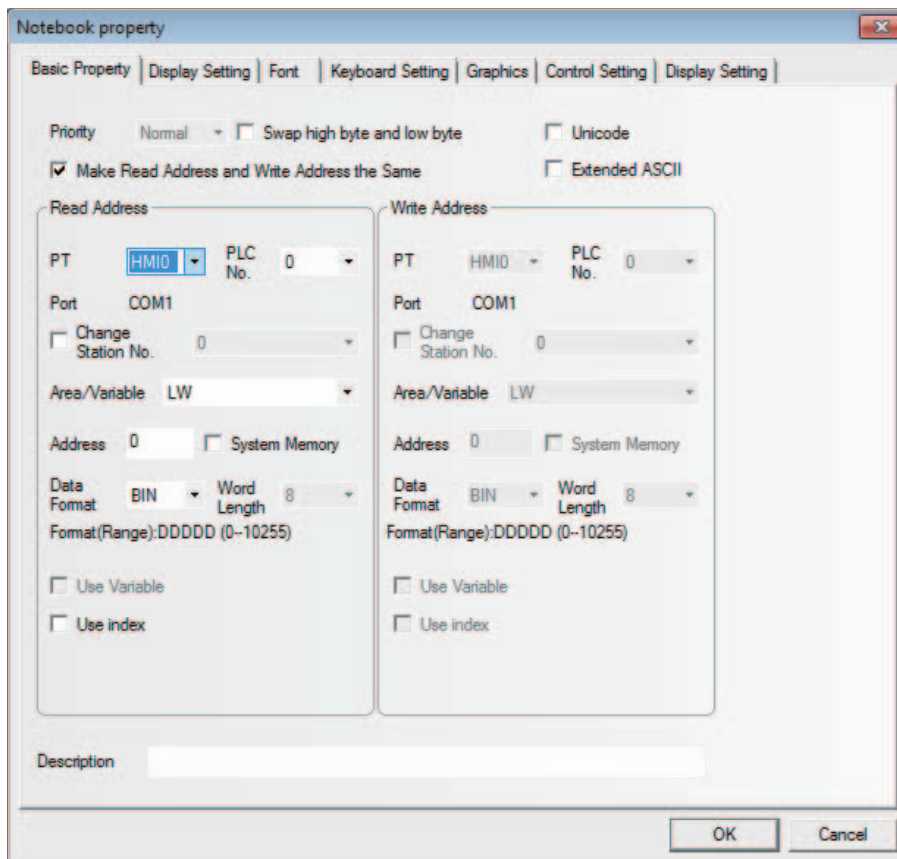 Notebook property
Basic Property Display Setting Font Keyboard Setting Graphics Control Setting Display Setting
Priority Normal Swap high byte and low byte Unicode
Make Read Address and Write Address the Same Extended ASCII
Read Address Write Address
PT HMI0 PLC No. 0 PT HMI0 PLC No. 0
Port COM1 Port COM1
Change Station No. 0 Change Station No. 0
Area/Variable LW Area/Variable LW
Address 0 System Memory Address 0 System Memory
Data Format BIN Word Length 8 Data Format BIN Word Length 8
Format(Range):DDDDD (0--10255) Format(Range):DDDDD (0--10255)
Use Variable Use Variable
Use index Use index
Description
OK Cancel